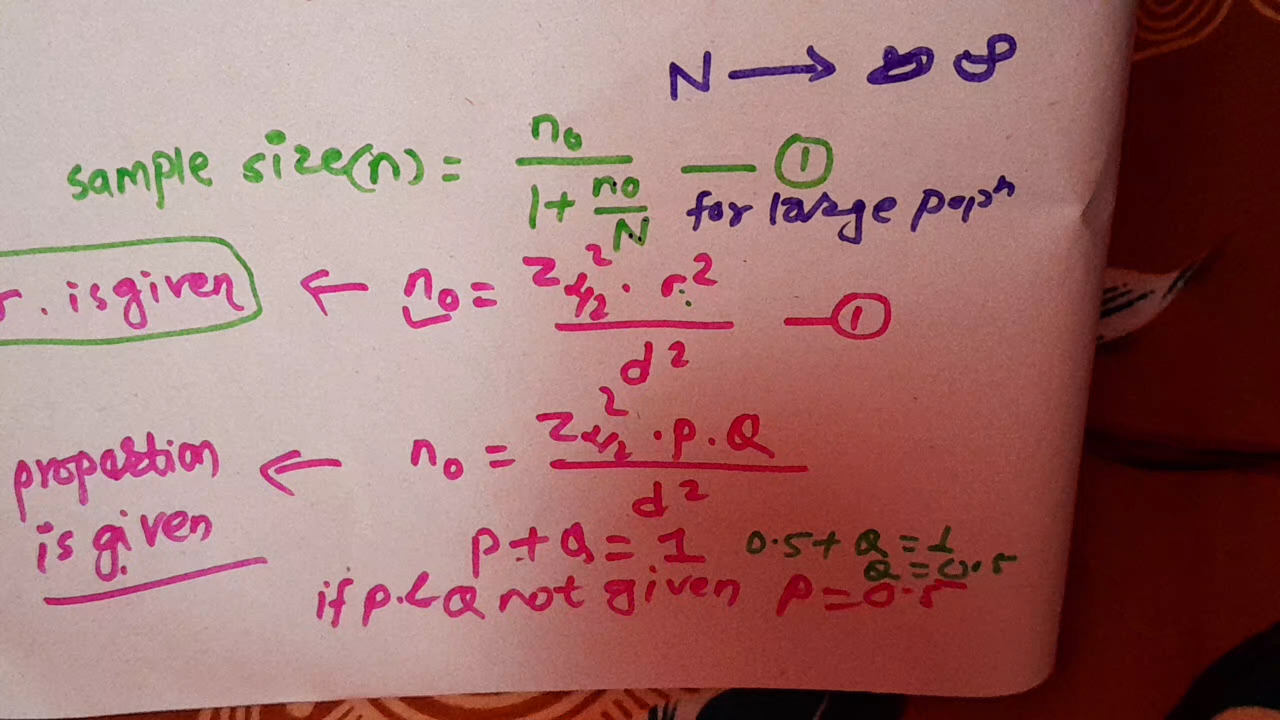 N → ∞
sample size(n) = n₀ / (1 + n₀/N) — ①
for large popⁿ
σ. is given ← n₀ = Z²α/2 · σ² / d² — ①
proportion is given ← n₀ = Z²α/2 · p · Q / d²
p + Q = 1 0.5 + Q = 1
Q = 0.5
if p & Q not given p = 0.5